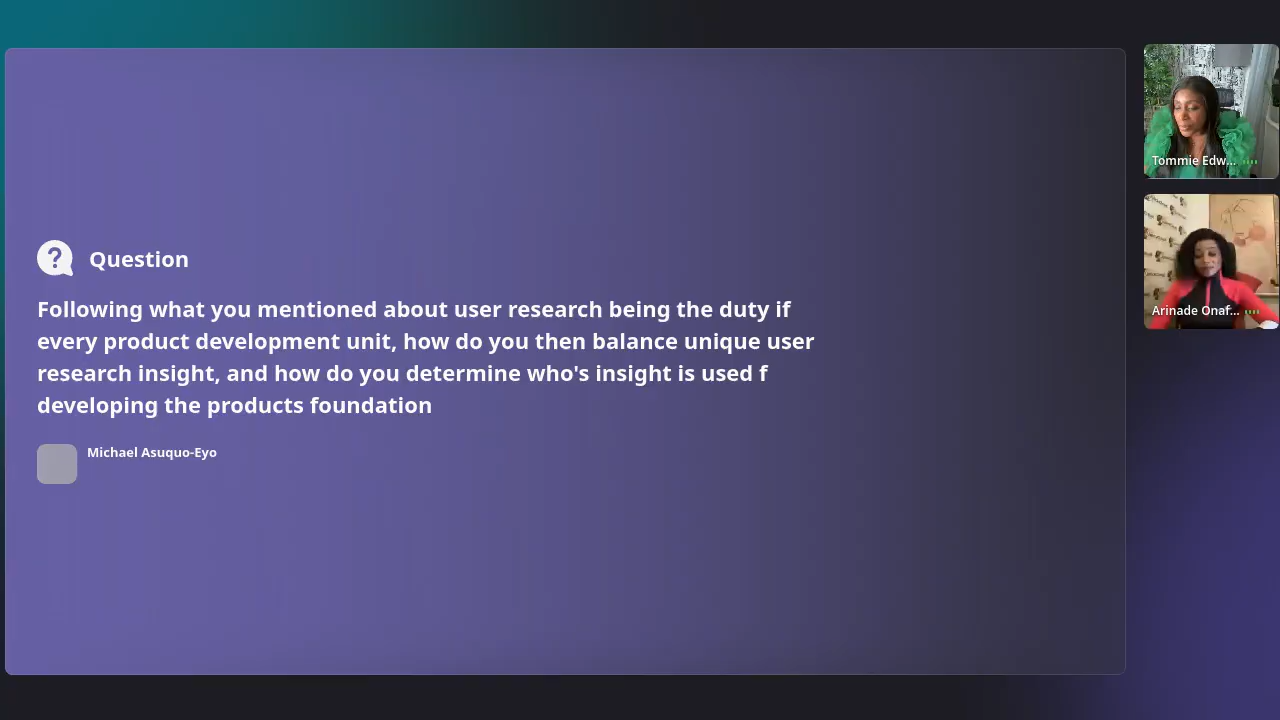 Question
Following what you mentioned about user research being the duty if
every product development unit, how do you then balance unique user
research insight, and how do you determine who's insight is used f
developing the products foundation
Michael Asuquo-Eyo
Tommie Edw...
Arinade Onaf...